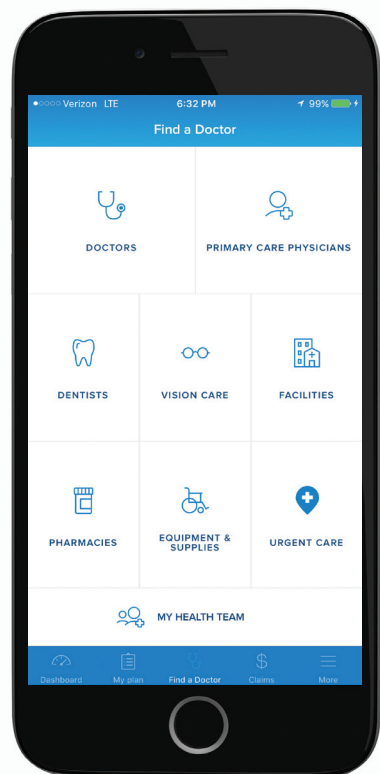 ●○○○○ Verizon LTE 6:32 PM 99%
Find a Doctor
DOCTORS PRIMARY CARE PHYSICIANS
DENTISTS VISION CARE FACILITIES
PHARMACIES EQUIPMENT &
SUPPLIES URGENT CARE
MY HEALTH TEAM
$
Dashboard My plan Find a Doctor Claims More